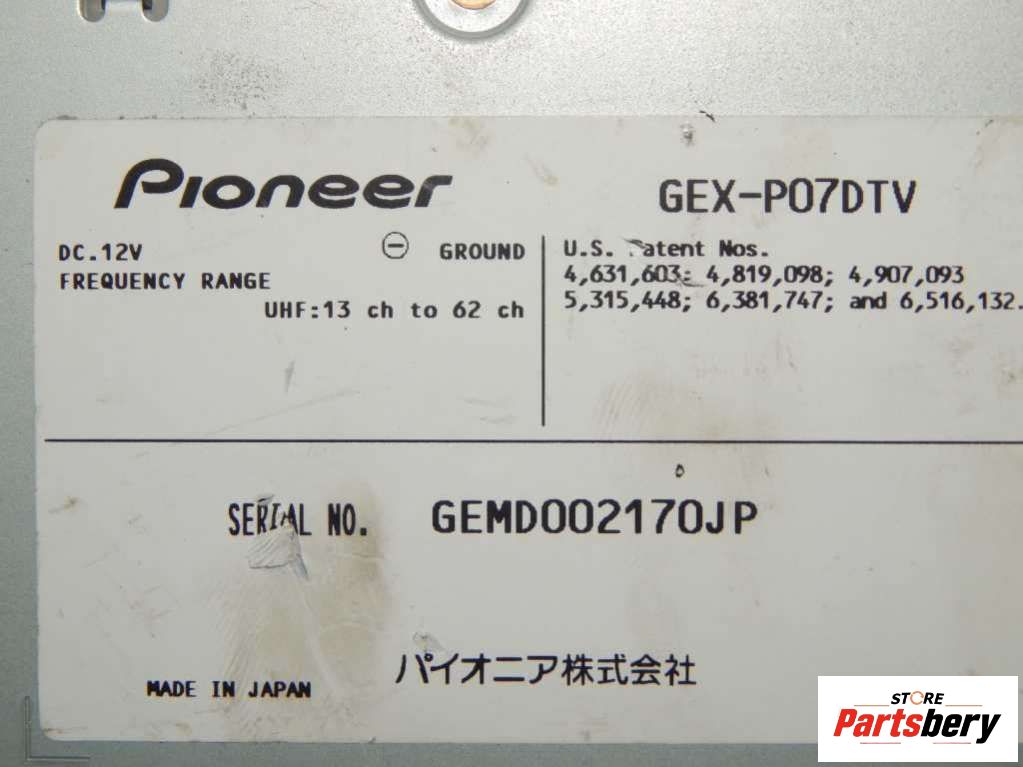 Pioneer
GEX-P07DTV
DC.12V ⊖ GROUND
FREQUENCY RANGE
UHF:13 ch to 62 ch
U.S. Patent Nos.
4,631,603; 4,819,098; 4,907,093
5,315,448; 6,381,747; and 6,516,132.
SERIAL NO. GEMD002170JP
パイオニア株式会社
MADE IN JAPAN
STORE
Partsbery